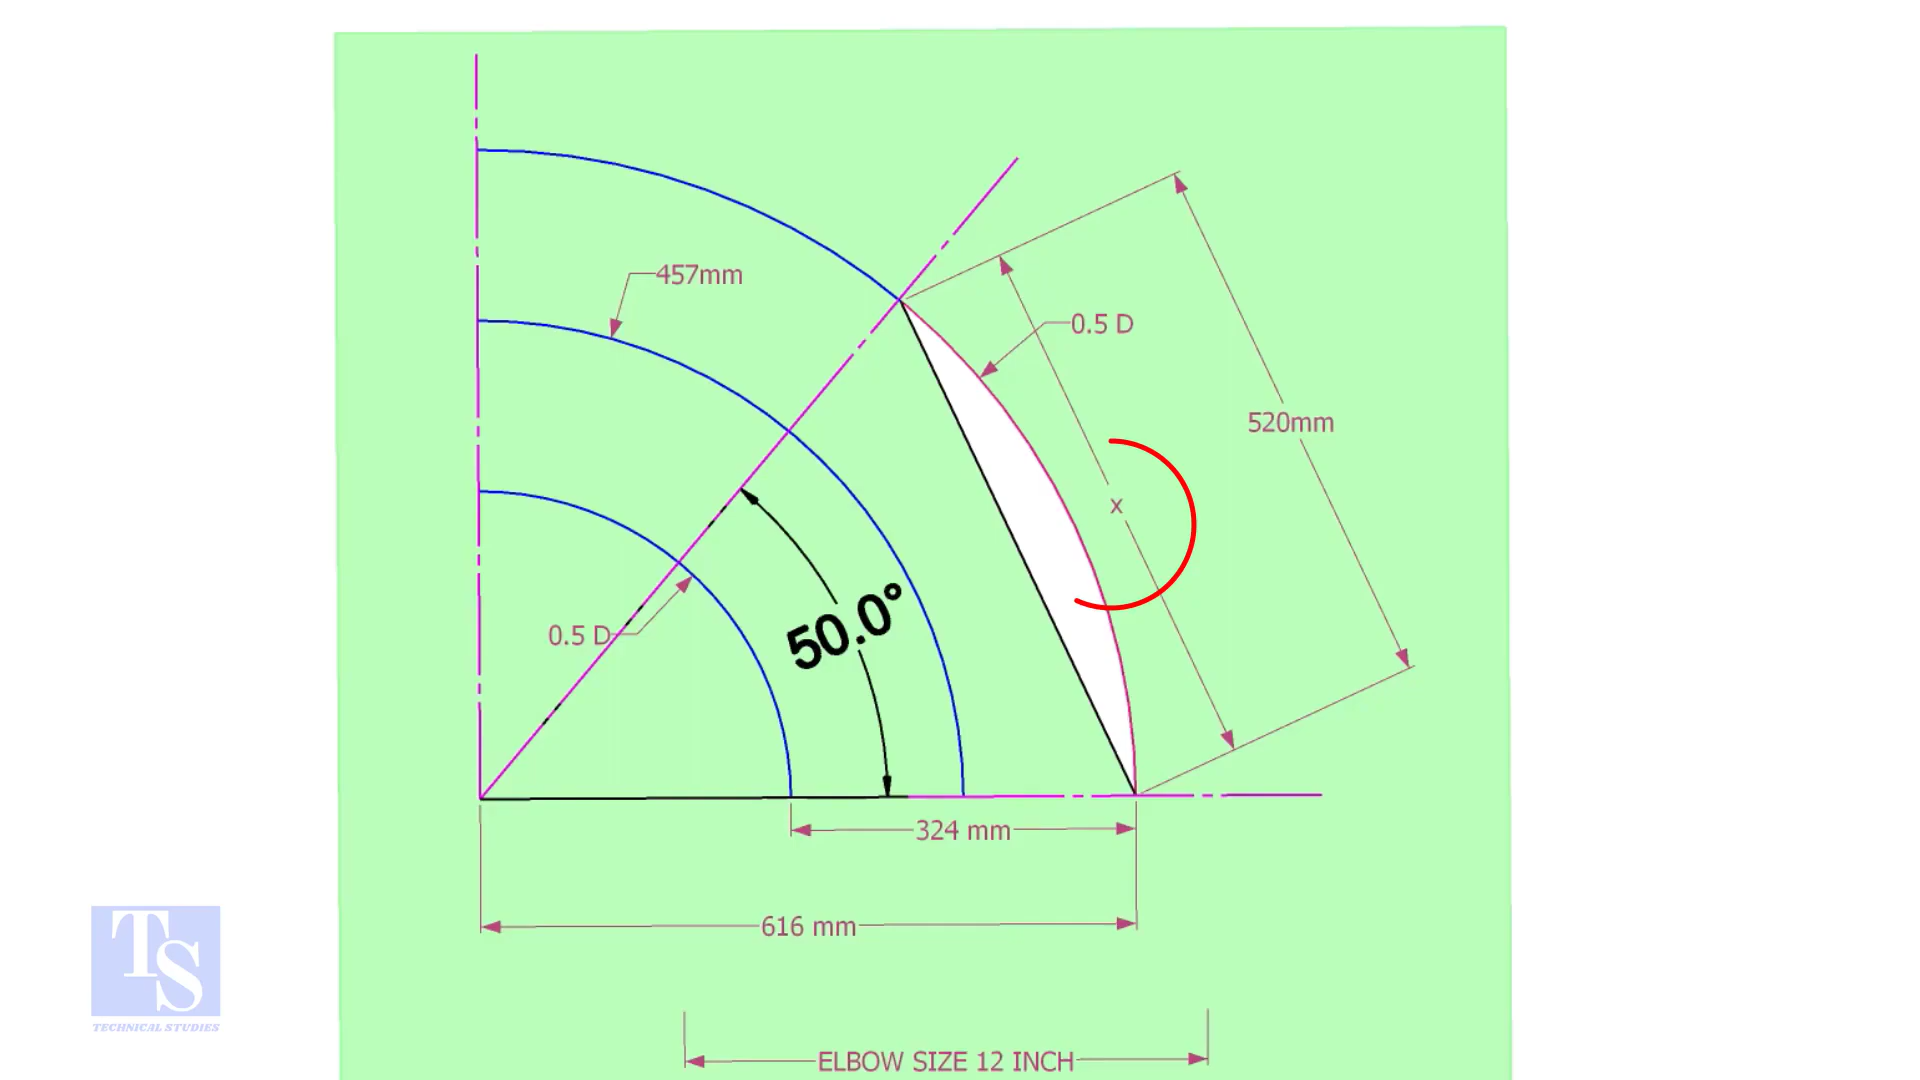 457mm
0.5 D
520mm
x
50.0°
0.5 D
324 mm
616 mm
TS
TECHNICAL STUDIES
ELBOW SIZE 12 INCH